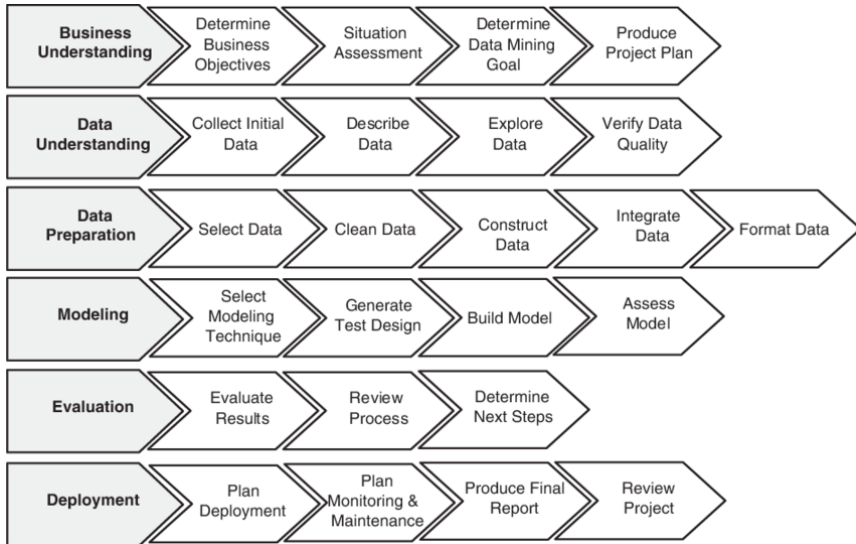 Business
Understanding
Determine
Business
Objectives
Situation
Assessment
Determine
Data Mining
Goal
Produce
Project Plan
Data
Understanding
Collect Initial
Data
Describe
Data
Explore
Data
Verify Data
Quality
Data
Preparation
Select Data
Clean Data
Construct
Data
Integrate
Data
Format Data
Modeling
Select
Modeling
Technique
Generate
Test Design
Build Model
Assess
Model
Evaluation
Evaluate
Results
Review
Process
Determine
Next Steps
Deployment
Plan
Deployment
Plan
Monitoring &
Maintenance
Produce Final
Report
Review
Project